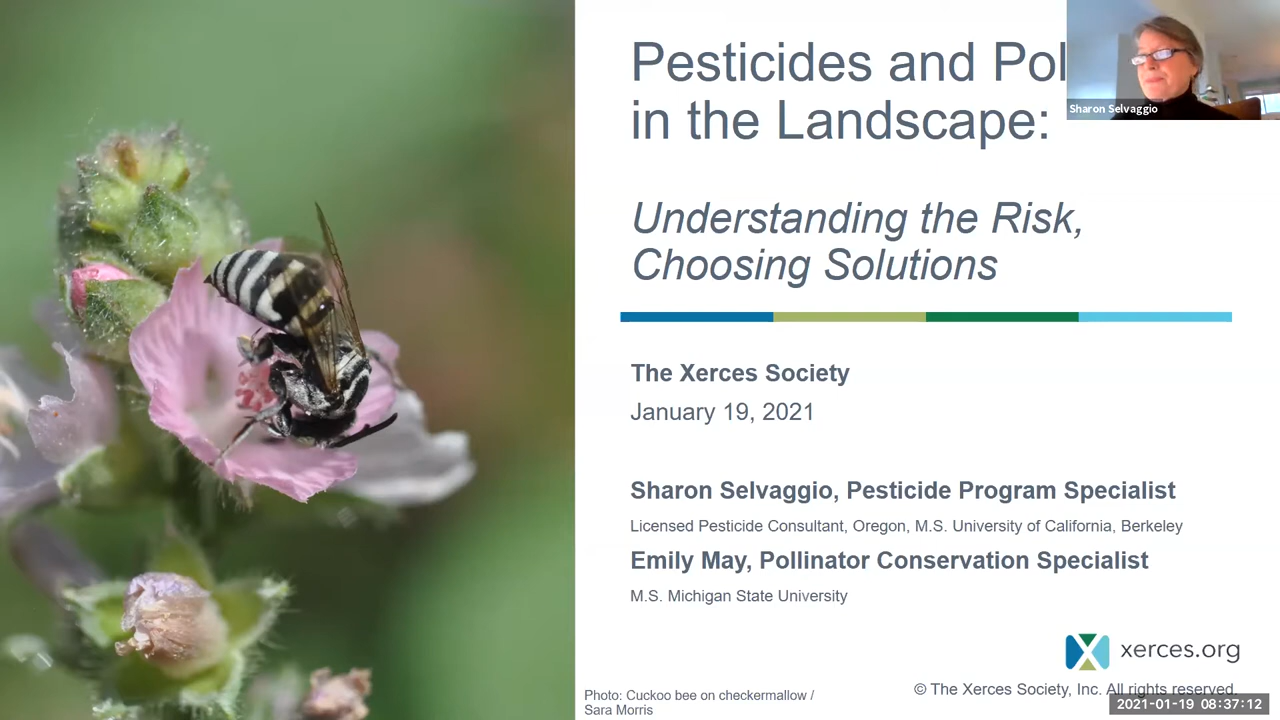 Pesticides and Pol
in the Landscape:
Sharon Selvaggio
Understanding the Risk,
Choosing Solutions
The Xerces Society
January 19, 2021
Sharon Selvaggio, Pesticide Program Specialist
Licensed Pesticide Consultant, Oregon, M.S. University of California, Berkeley
Emily May, Pollinator Conservation Specialist
M.S. Michigan State University
xerces.org
Photo: Cuckoo bee on checkermallow /
Sara Morris
© The Xerces Society, Inc. All rights reserved.
2021-01-19 08:37:12